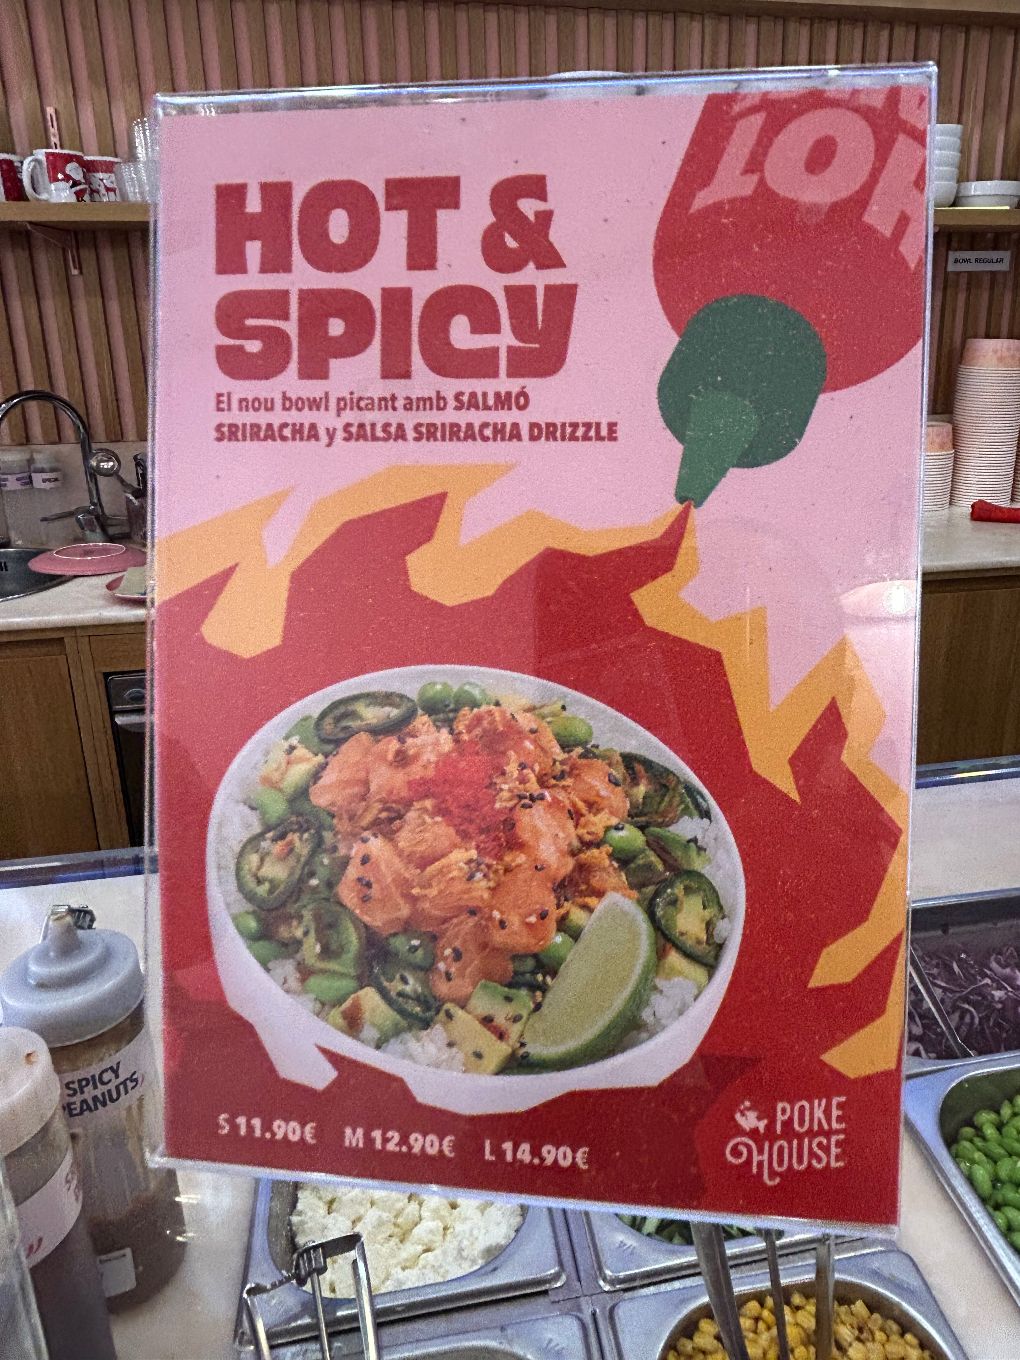 HOT &
SPICY
El nou bowl picant amb SALMÓ
SRIRACHA y SALSA SRIRACHA DRIZZLE
BOWL REGULAR
SPICY
PEANUTS
S 11.90€ M 12.90€ L 14.90€
POKE
HOUSE